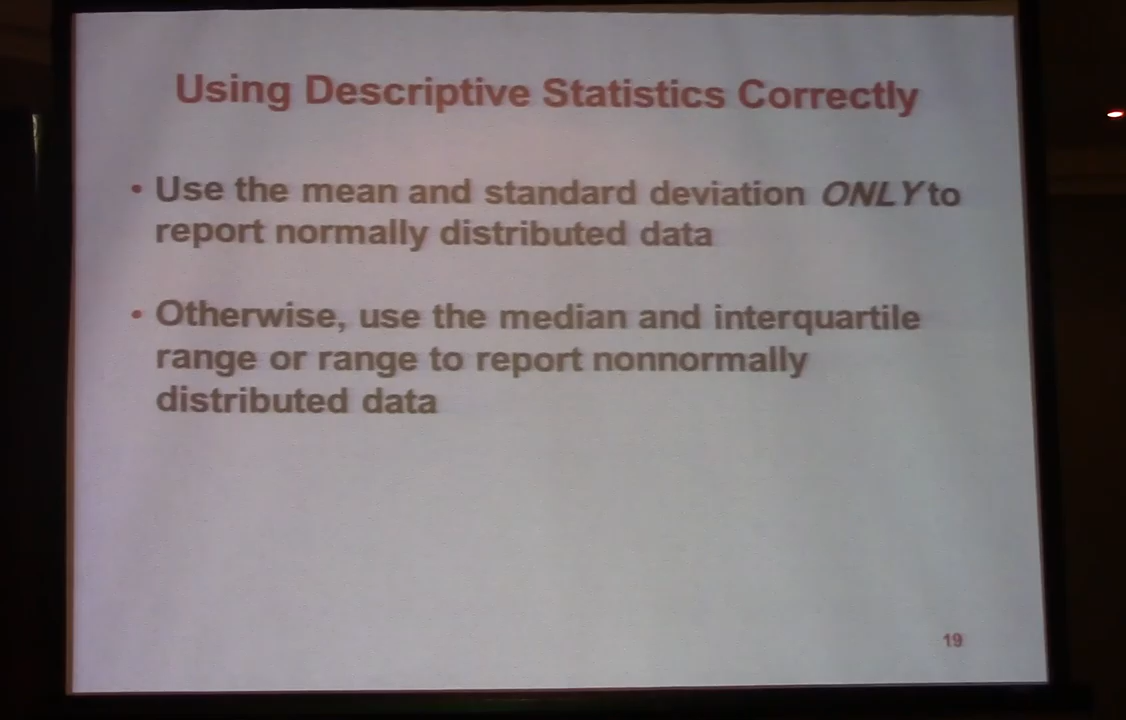 Using Descriptive Statistics Correctly
• Use the mean and standard deviation ONLY to
report normally distributed data
• Otherwise, use the median and interquartile
range or range to report nonnormally
distributed data
19